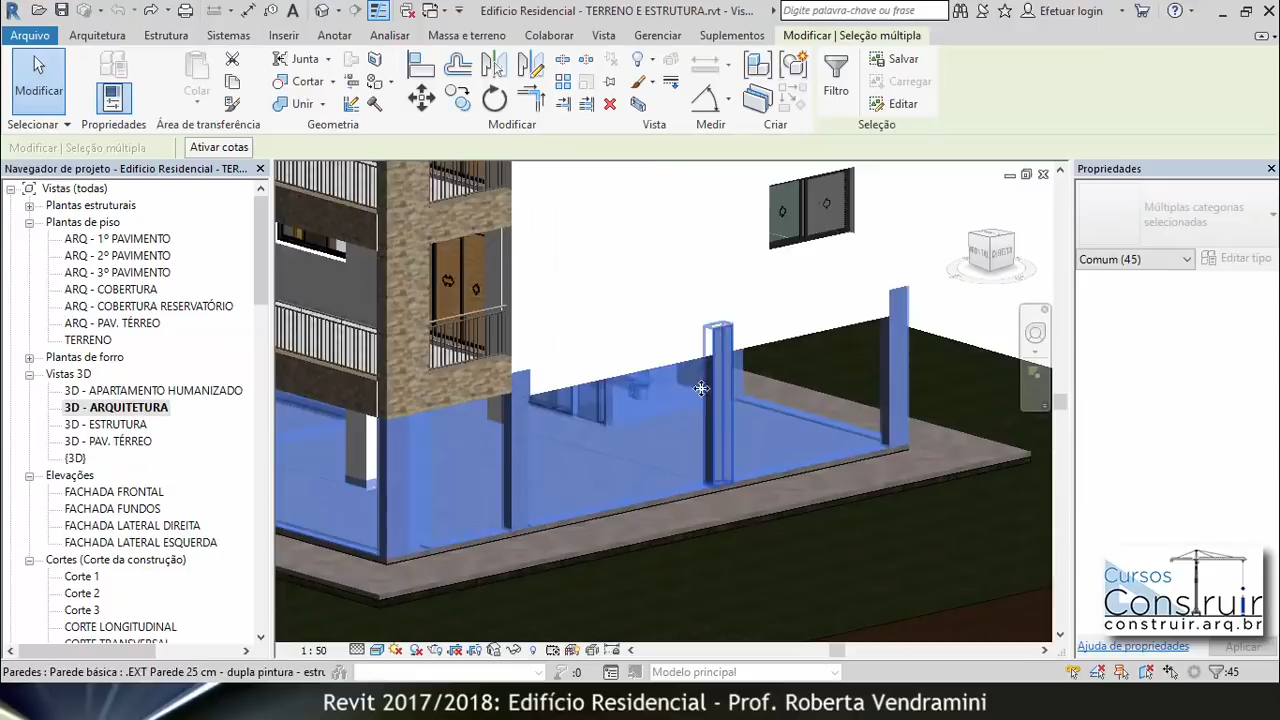 Edificio Residencial - TERRENO E ESTRUTURA.rvt - Vis...
Digite palavra-chave ou frase
Efetuar login
Arquivo
Arquitetura
Estrutura
Sistemas
Inserir
Anotar
Analisar
Massa e terreno
Colaborar
Vista
Gerenciar
Suplementos
Modificar | Seleção múltipla
Modificar
Colar
Junta
Cortar
Unir
Filtro
Salvar
Carregar
Editar
Selecionar
Propriedades
Área de transferência
Geometria
Modificar
Vista
Medir
Criar
Seleção
Modificar | Seleção múltipla
Ativar cotas
Navegador de projeto - Edificio Residencial - TER...
Vistas (todas)
Plantas estruturais
Plantas de piso
ARQ - 1º PAVIMENTO
ARQ - 2º PAVIMENTO
ARQ - 3º PAVIMENTO
ARQ - COBERTURA
ARQ - COBERTURA RESERVATÓRIO
ARQ - PAV. TÉRREO
TERRENO
Plantas de forro
Vistas 3D
3D - APARTAMENTO HUMANIZADO
3D - ARQUITETURA
3D - ESTRUTURA
3D - PAV. TÉRREO
{3D}
Elevações
FACHADA FRONTAL
FACHADA FUNDOS
FACHADA LATERAL DIREITA
FACHADA LATERAL ESQUERDA
Cortes (Corte da construção)
Corte 1
Corte 2
Corte 3
CORTE LONGITUDINAL
CORTE TRANSVERSAL
Propriedades
Múltiplas categorias
selecionadas
Comum (45)
Editar tipo
Cursos
Construir
construir.arq.br
Ajuda de propriedades
Aplicar
1 : 50
Paredes : Parede básica : .EXT Parede 25 cm - dupla pintura - estru
:0
Modelo principal
:45
Revit 2017/2018: Edifício Residencial - Prof. Roberta Vendramini